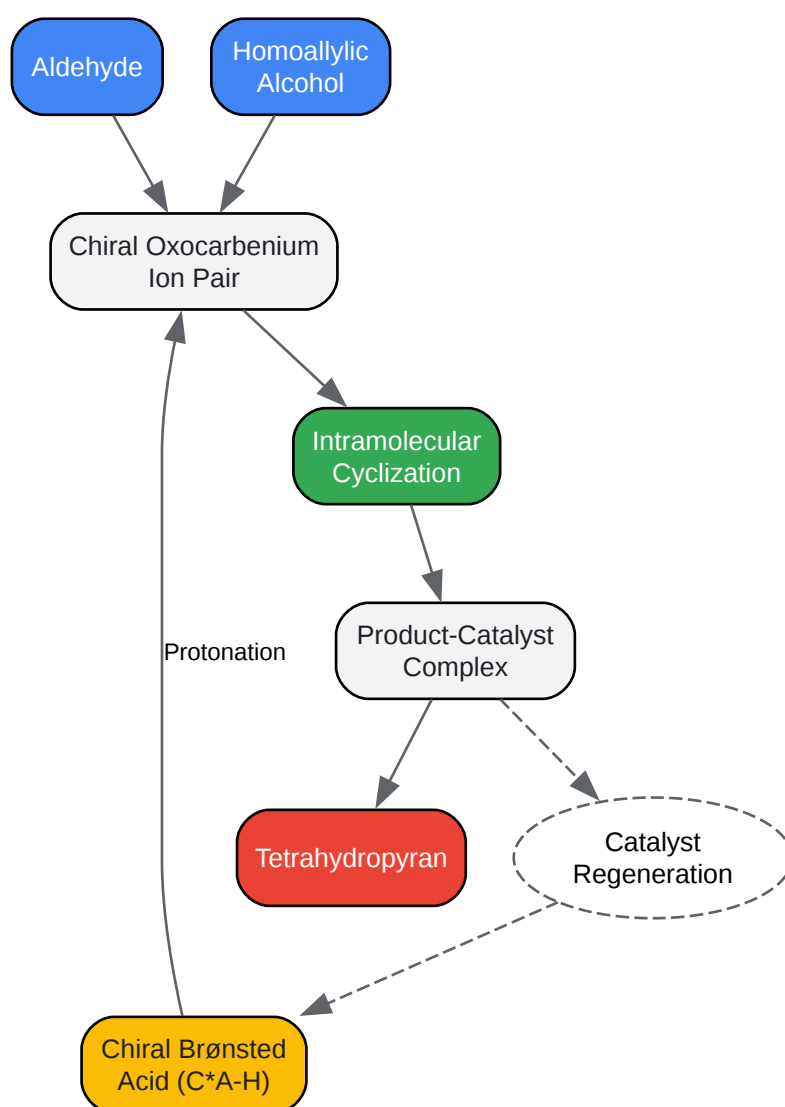 Aldehyde
Homoallylic
Alcohol
Chiral Oxocarbenium
Ion Pair
Intramolecular
Cyclization
Protonation
Product-Catalyst
Complex
Tetrahydropyran
Catalyst
Regeneration
Chiral Brønsted
Acid (C*A-H)